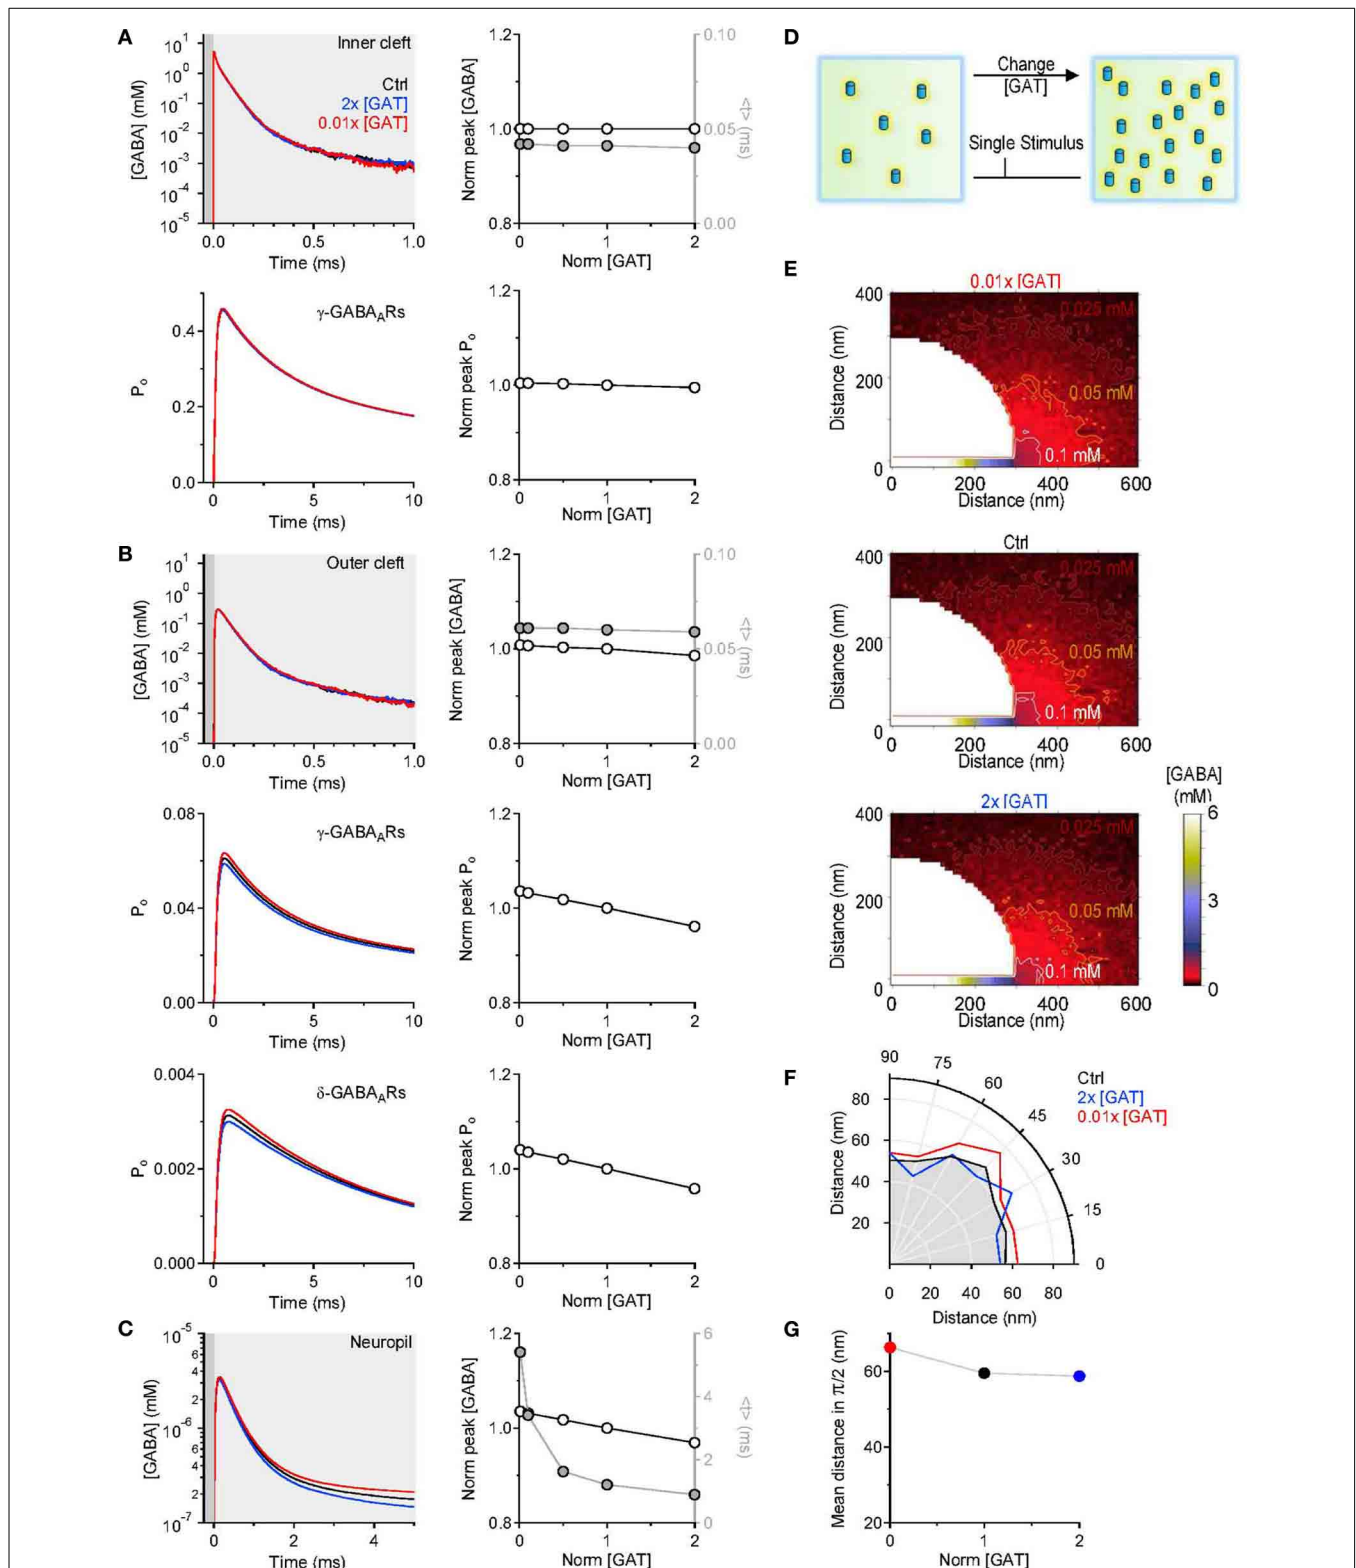 A
Inner cleft
Ctrl
2x [GAT]
0.01x [GAT]
[GABA] (mM)
10¹
10⁰
10⁻¹
10⁻²
10⁻³
10⁻⁴
10⁻⁵
0.0 0.5 1.0
Time (ms)
Norm peak [GABA]
1.2
1.0
0.8
0.10
0.05
0.00
<t> (ms)
0 1 2
Norm [GAT]
γ-GABA_ARs
P_o
0.4
0.2
0.0
0 5 10
Time (ms)
Norm peak P_o
1.2
1.0
0.8
0 1 2
Norm [GAT]
B
Outer cleft
[GABA] (mM)
10¹
10⁰
10⁻¹
10⁻²
10⁻³
10⁻⁴
10⁻⁵
0.0 0.5 1.0
Time (ms)
Norm peak [GABA]
1.2
1.0
0.8
0.10
0.05
0.00
<t> (ms)
0 1 2
Norm [GAT]
γ-GABA_ARs
P_o
0.08
0.04
0.00
0 5 10
Time (ms)
Norm peak P_o
1.2
1.0
0.8
0 1 2
Norm [GAT]
δ-GABA_ARs
P_o
0.004
0.002
0.000
0 5 10
Time (ms)
Norm peak P_o
1.2
1.0
0.8
0 1 2
Norm [GAT]
C
Neuropil
[GABA] (mM)
10⁻⁵
6
4
2
10⁻⁶
6
4
2
10⁻⁷
0 2 4
Time (ms)
Norm peak [GABA]
1.2
1.0
0.8
6
4
2
0
<t> (ms)
0 1 2
Norm [GAT]
D
Change
[GAT]
Single Stimulus
E
0.01x [GAT]
400
200
0
Distance (nm)
0.025 mM
0.05 mM
0.1 mM
0 200 400 600
Distance (nm)
Ctrl
400
200
0
Distance (nm)
0.025 mM
0.05 mM
0.1 mM
0 200 400 600
Distance (nm)
2x [GAT]
400
200
0
Distance (nm)
0.025 mM
0.05 mM
0.1 mM
0 200 400 600
Distance (nm)
[GABA]
(mM)
6
3
0
F
Ctrl
2x [GAT]
0.01x [GAT]
90
75
60
45
30
15
0
80
60
40
20
Distance (nm)
0 20 40 60 80
Distance (nm)
G
Mean distance in π/2 (nm)
60
40
20
0 1 2
Norm [GAT]